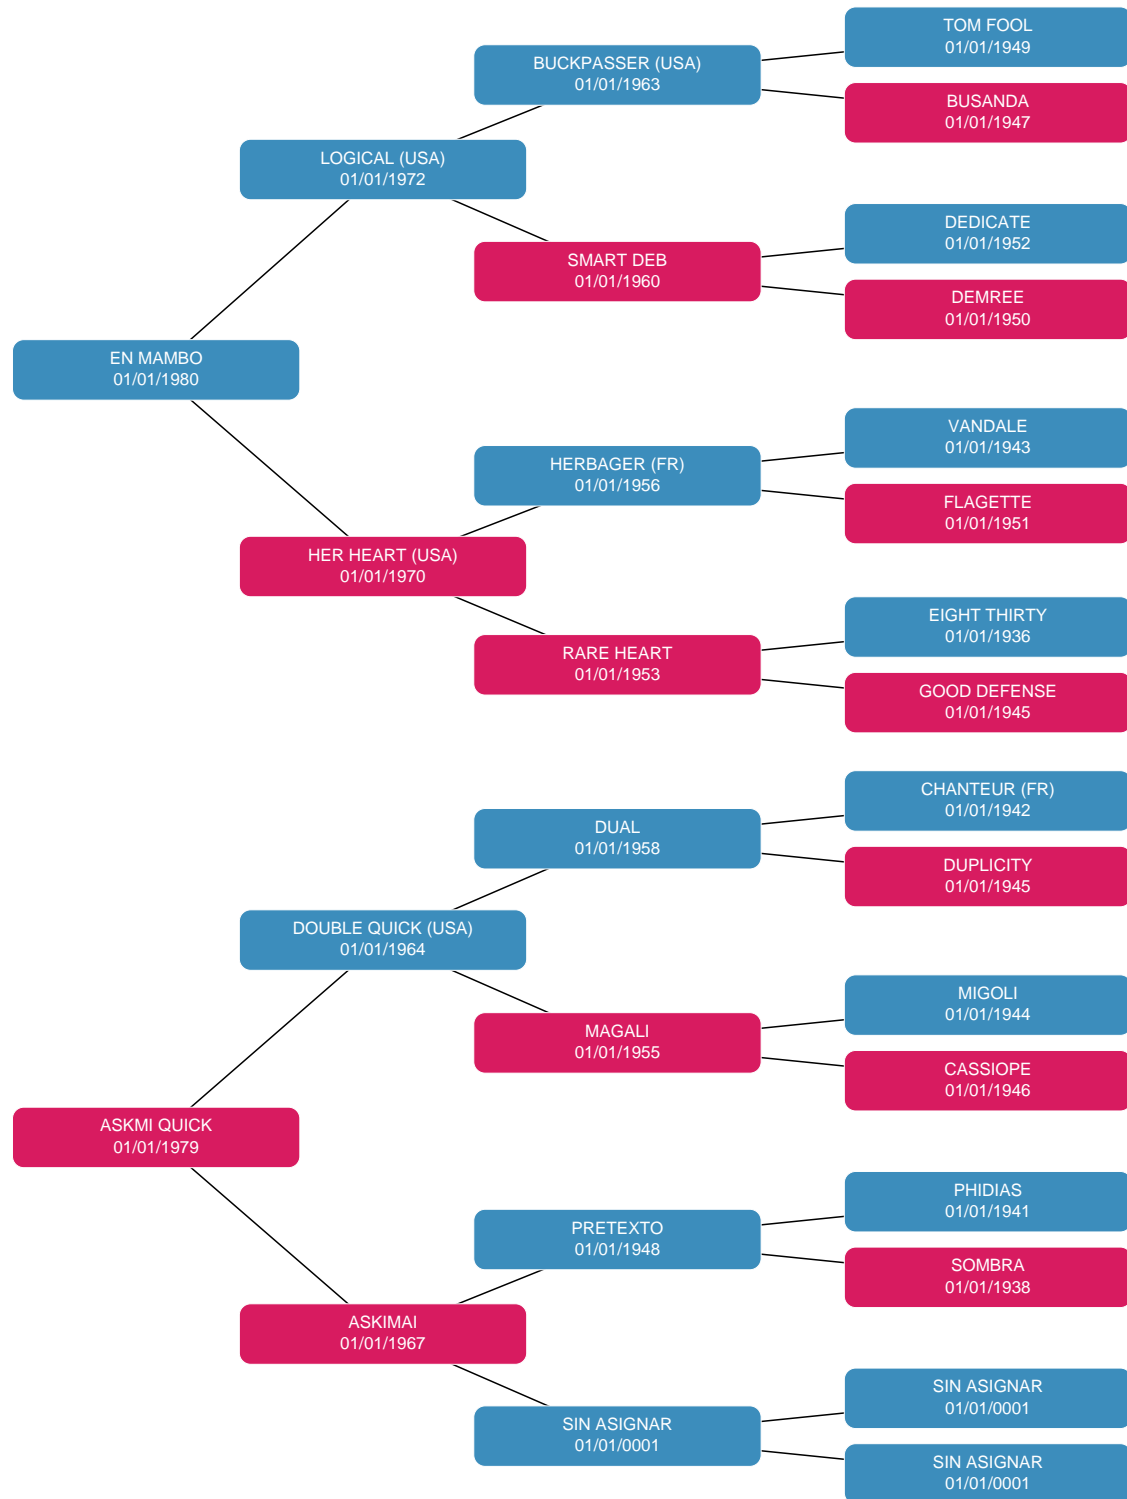 TOM FOOL
01/01/1949
BUCKPASSER (USA)
01/01/1963
BUSANDA
01/01/1947
LOGICAL (USA)
01/01/1972
DEDICATE
01/01/1952
SMART DEB
01/01/1960
DEMREE
01/01/1950
EN MAMBO
01/01/1980
VANDALE
01/01/1943
HERBAGER (FR)
01/01/1956
FLAGETTE
01/01/1951
HER HEART (USA)
01/01/1970
EIGHT THIRTY
01/01/1936
RARE HEART
01/01/1953
GOOD DEFENSE
01/01/1945
CHANTEUR (FR)
01/01/1942
DUAL
01/01/1958
DUPLICITY
01/01/1945
DOUBLE QUICK (USA)
01/01/1964
MIGOLI
01/01/1944
MAGALI
01/01/1955
CASSIOPE
01/01/1946
ASKMI QUICK
01/01/1979
PHIDIAS
01/01/1941
PRETEXTO
01/01/1948
SOMBRA
01/01/1938
ASKIMAI
01/01/1967
SIN ASIGNAR
01/01/0001
SIN ASIGNAR
01/01/0001
SIN ASIGNAR
01/01/0001